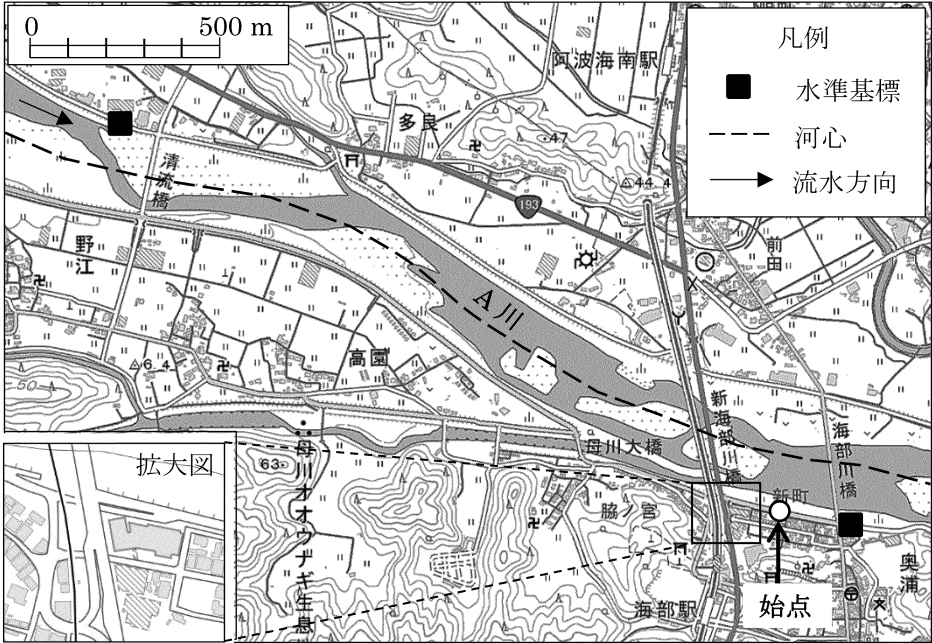 0 500 m
凡例
水準基標
河心
流水方向
阿波海南駅
多良
・47
△44.4
清流橋
193
前田
野江
A川
高園
△6.4
50
新海部川橋
海部川橋
母川大橋
拡大図
63・
母川オオウナギ生息
脇ノ宮
新町
奥浦
海部駅
始点